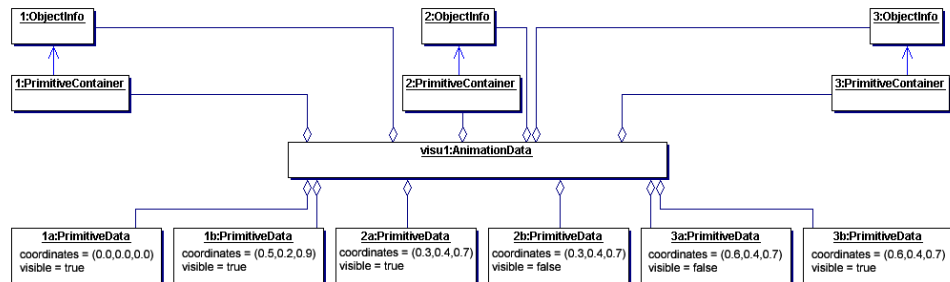 1:ObjectInfo
2:ObjectInfo
3:ObjectInfo
1:PrimitiveContainer
2:PrimitiveContainer
3:PrimitiveContainer
visu1:AnimationData
1a:PrimitiveData
coordinates = (0.0,0.0,0.0)
visible = true
1b:PrimitiveData
coordinates = (0.5,0.2,0.9)
visible = true
2a:PrimitiveData
coordinates = (0.3,0.4,0.7)
visible = true
2b:PrimitiveData
coordinates = (0.3,0.4,0.7)
visible = false
3a:PrimitiveData
coordinates = (0.6,0.4,0.7)
visible = false
3b:PrimitiveData
coordinates = (0.6,0.4,0.7)
visible = true